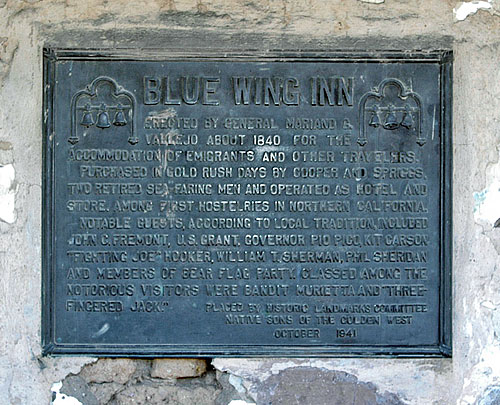 BLUE WING INN
ERECTED BY GENERAL MARIANO G.
VALLEJO ABOUT 1840 FOR THE
ACCOMMODATION OF EMIGRANTS AND OTHER TRAVELERS.
PURCHASED IN GOLD RUSH DAYS BY COOPER AND SPRIGGS,
TWO RETIRED SEA-FARING MEN AND OPERATED AS HOTEL AND
STORE. AMONG FIRST HOSTELRIES IN NORTHERN CALIFORNIA.
NOTABLE GUESTS, ACCORDING TO LOCAL TRADITION, INCLUDED
JOHN C. FREMONT, U.S. GRANT, GOVERNOR PIO PICO, KIT CARSON,
"FIGHTING JOE" HOOKER, WILLIAM T. SHERMAN, PHIL SHERIDAN
AND MEMBERS OF BEAR FLAG PARTY. CLASSED AMONG THE
NOTORIOUS VISITORS WERE BANDIT MURIETTA AND "THREE-
FINGERED JACK." PLACED BY HISTORIC LANDMARKS COMMITTEE
NATIVE SONS OF THE GOLDEN WEST
OCTOBER 1941